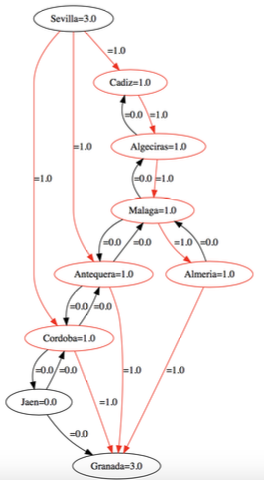 Sevilla=3.0
=1.0
Cadiz=1.0
=0.0
=1.0
=1.0
Algeciras=1.0
=1.0
=0.0
=1.0
Malaga=1.0
=0.0
=0.0
=1.0
=0.0
Antequera=1.0
Almeria=1.0
=0.0
=0.0
Cordoba=1.0
=0.0
=0.0
=1.0
=1.0
Jaen=0.0
=1.0
=0.0
Granada=3.0